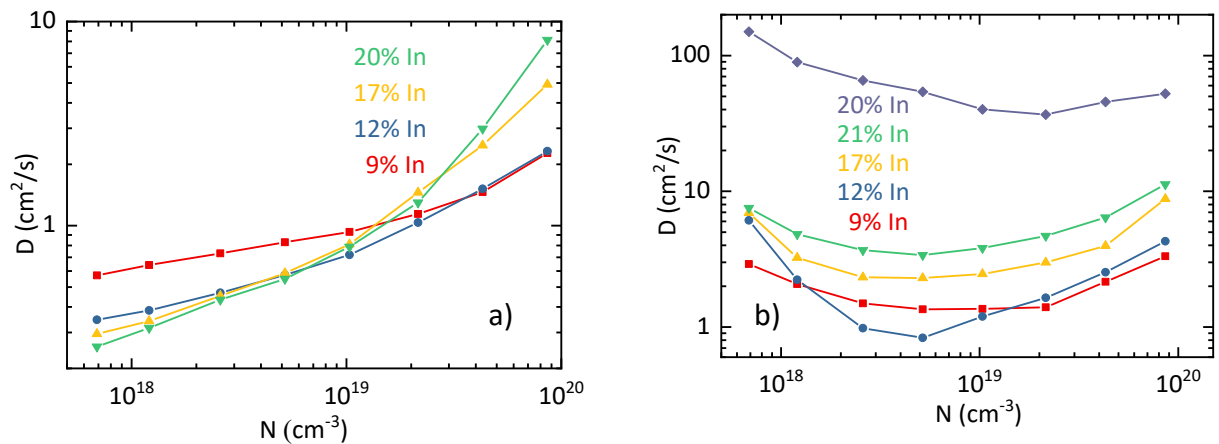 10
1
D (cm²/s)
20% In
17% In
12% In
9% In
a)
10¹⁸
10¹⁹
10²⁰
N (cm⁻³)
100
10
1
D (cm²/s)
20% In
21% In
17% In
12% In
9% In
b)
10¹⁸
10¹⁹
10²⁰
N (cm⁻³)